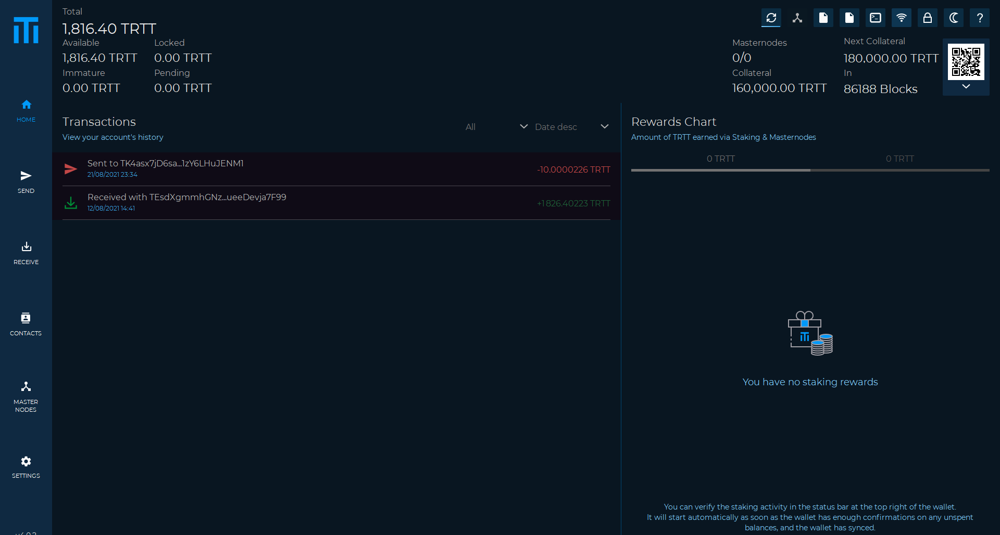 Total
1,816.40 TRTT
Available
Locked
1,816.40 TRTT
0.00 TRTT
Immature
Pending
0.00 TRTT
0.00 TRTT
>_
?
Masternodes
0/0
Collateral
160,000.00 TRTT
Next Collateral
180,000.00 TRTT
In
86188 Blocks
HOME
SEND
RECEIVE
CONTACTS
MASTER
NODES
SETTINGS
v4.0.2
Transactions
View your account's history
All
Date desc
Sent to TK4asx7jD6sa...1zY6LHuJENM1
21/08/2021 23:34
-10.0000226 TRTT
Received with TEsdXgmmhGNz...ueeDevja7F99
12/08/2021 14:41
+1 826.40223 TRTT
Rewards Chart
Amount of TRTT earned via Staking & Masternodes
0 TRTT
0 TRTT
You have no staking rewards
You can verify the staking activity in the status bar at the top right of the wallet.
It will start automatically as soon as the wallet has enough confirmations on any unspent
balances, and the wallet has synced.